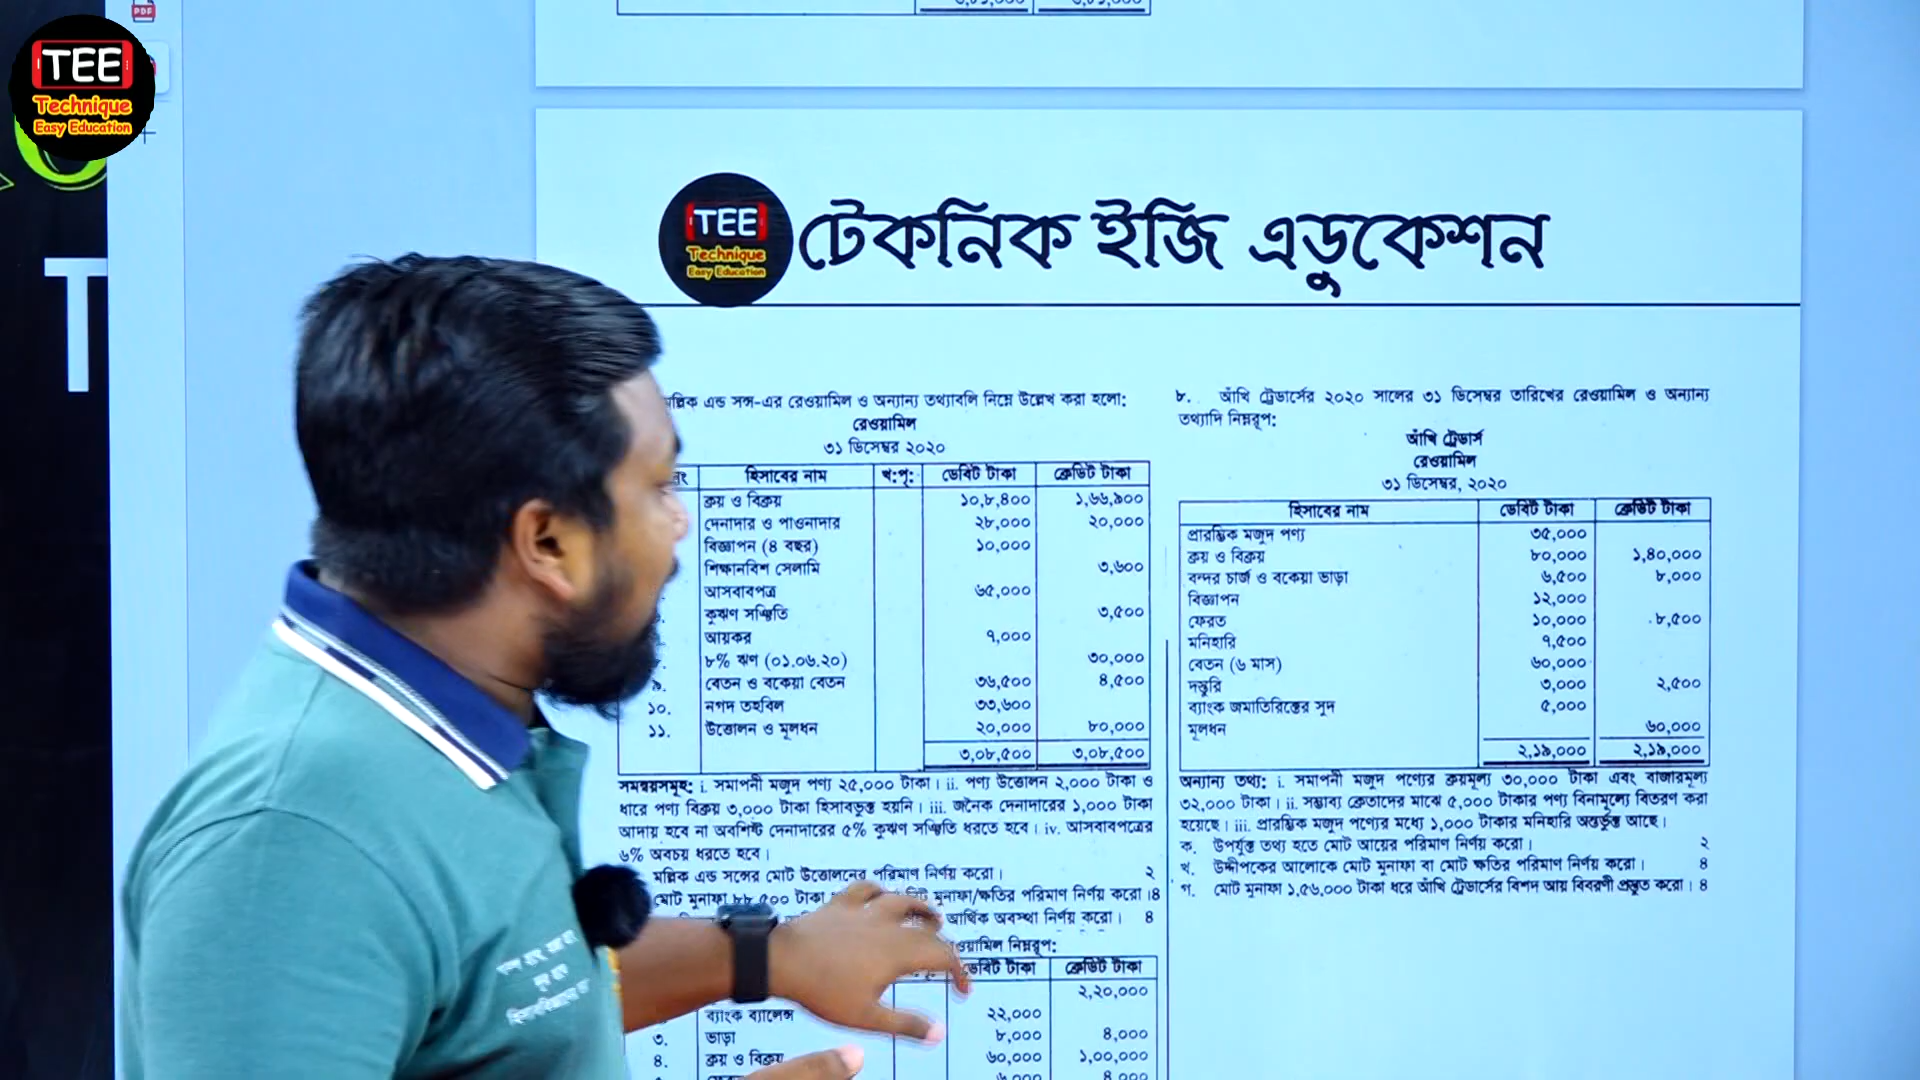 TEE
Technique
Easy Education
T
TEE
Technique
Easy Education
টেকনিক ইজি এডুকেশন
এন্ড সন্স-এর রেওয়ামিল ও অন্যান্য তথ্যাবলি নিম্নে উল্লেখ করা হলো:
রেওয়ামিল
৩১ ডিসেম্বর ২০২০
নং হিসাবের নাম খ:পৃ: ডেবিট টাকা ক্রেডিট টাকা
ক্রয় ও বিক্রয় ১০,৮,৪০০ ১,৬৬,৯০০
দেনাদার ও পাওনাদার ২৮,০০০ ২০,০০০
বিজ্ঞাপন (৪ বছর) ১০,০০০
শিক্ষানবিশ সেলামি ৩,৬০০
আসবাবপত্র ৬৫,০০০
কুঋণ সঞ্চিতি ৩,৫০০
আয়কর ৭,০০০
৮% ঋণ (০১.০৬.২০) ৩০,০০০
৯. বেতন ও বকেয়া বেতন ৩৬,৫০০ ৪,৫০০
১০. নগদ তহবিল ৩৩,৬০০
১১. উত্তোলন ও মূলধন ২০,০০০ ৮০,০০০
৩,০৮,৫০০ ৩,০৮,৫০০
সমন্বয়সমূহ: i. সমাপনী মজুদ পণ্য ২৫,০০০ টাকা। ii. পণ্য উত্তোলন ২,০০০ টাকা ও
ধারে পণ্য বিক্রয় ৩,০০০ টাকা হিসাবভুক্ত হয়নি। iii. জনৈক দেনাদারের ১,০০০ টাকা
আদায় হবে না অবশিষ্ট দেনাদারের ৫% কুঋণ সঞ্চিতি ধরতে হবে। iv. আসবাবপত্রের
৬% অবচয় ধরতে হবে।
মল্লিক এন্ড সন্সের মোট উত্তোলনের পরিমাণ নির্ণয় করো। ২
মোট মুনাফা ৮৮,৫০০ টাকা মুনাফা/ক্ষতির পরিমাণ নির্ণয় করো।৪
আর্থিক অবস্থা নির্ণয় করো। ৪
রেওয়ামিল নিম্নরূপ:
ডেবিট টাকা ক্রেডিট টাকা
২,২০,০০০
ব্যাংক ব্যালেন্স ২২,০০০
৩. ভাড়া ৮,০০০ ৪,০০০
৪. ক্রয় ও বিক্রয় ৬০,০০০ ১,০০,০০০
৮. আঁখি ট্রেডার্সের ২০২০ সালের ৩১ ডিসেম্বর তারিখের রেওয়ামিল ও অন্যান্য
তথ্যাদি নিম্নরূপ:
আঁখি ট্রেডার্স
রেওয়ামিল
৩১ ডিসেম্বর, ২০২০
হিসাবের নাম ডেবিট টাকা ক্রেডিট টাকা
প্রারম্ভিক মজুদ পণ্য ৩৫,০০০
ক্রয় ও বিক্রয় ৮০,০০০ ১,৪০,০০০
বন্দর চার্জ ও বকেয়া ভাড়া ৬,৫০০ ৮,০০০
বিজ্ঞাপন ১২,০০০
ফেরত ১০,০০০ ৮,৫০০
মনিহারি ৭,৫০০
বেতন (৬ মাস) ৬০,০০০
দস্তুরি ৩,০০০ ২,৫০০
ব্যাংক জমাতিরিক্তের সুদ ৫,০০০
মূলধন ৬০,০০০
২,১৯,০০০ ২,১৯,০০০
অন্যান্য তথ্য: i. সমাপনী মজুদ পণ্যের ক্রয়মূল্য ৩০,০০০ টাকা এবং বাজারমূল্য
৩২,০০০ টাকা। ii. সম্ভাব্য ক্রেতাদের মাঝে ৫,০০০ টাকার পণ্য বিনামূল্যে বিতরণ করা
হয়েছে। iii. প্রারম্ভিক মজুদ পণ্যের মধ্যে ১,০০০ টাকার মনিহারি অন্তর্ভুক্ত আছে।
ক. উপর্যুক্ত তথ্য হতে মোট আয়ের পরিমাণ নির্ণয় করো। ২
খ. উদ্দীপকের আলোকে মোট মুনাফা বা মোট ক্ষতির পরিমাণ নির্ণয় করো। ৪
গ. মোট মুনাফা ১,৫৬,০০০ টাকা ধরে আঁখি ট্রেডার্সের বিশদ আয় বিবরণী প্রস্তুত করো। ৪